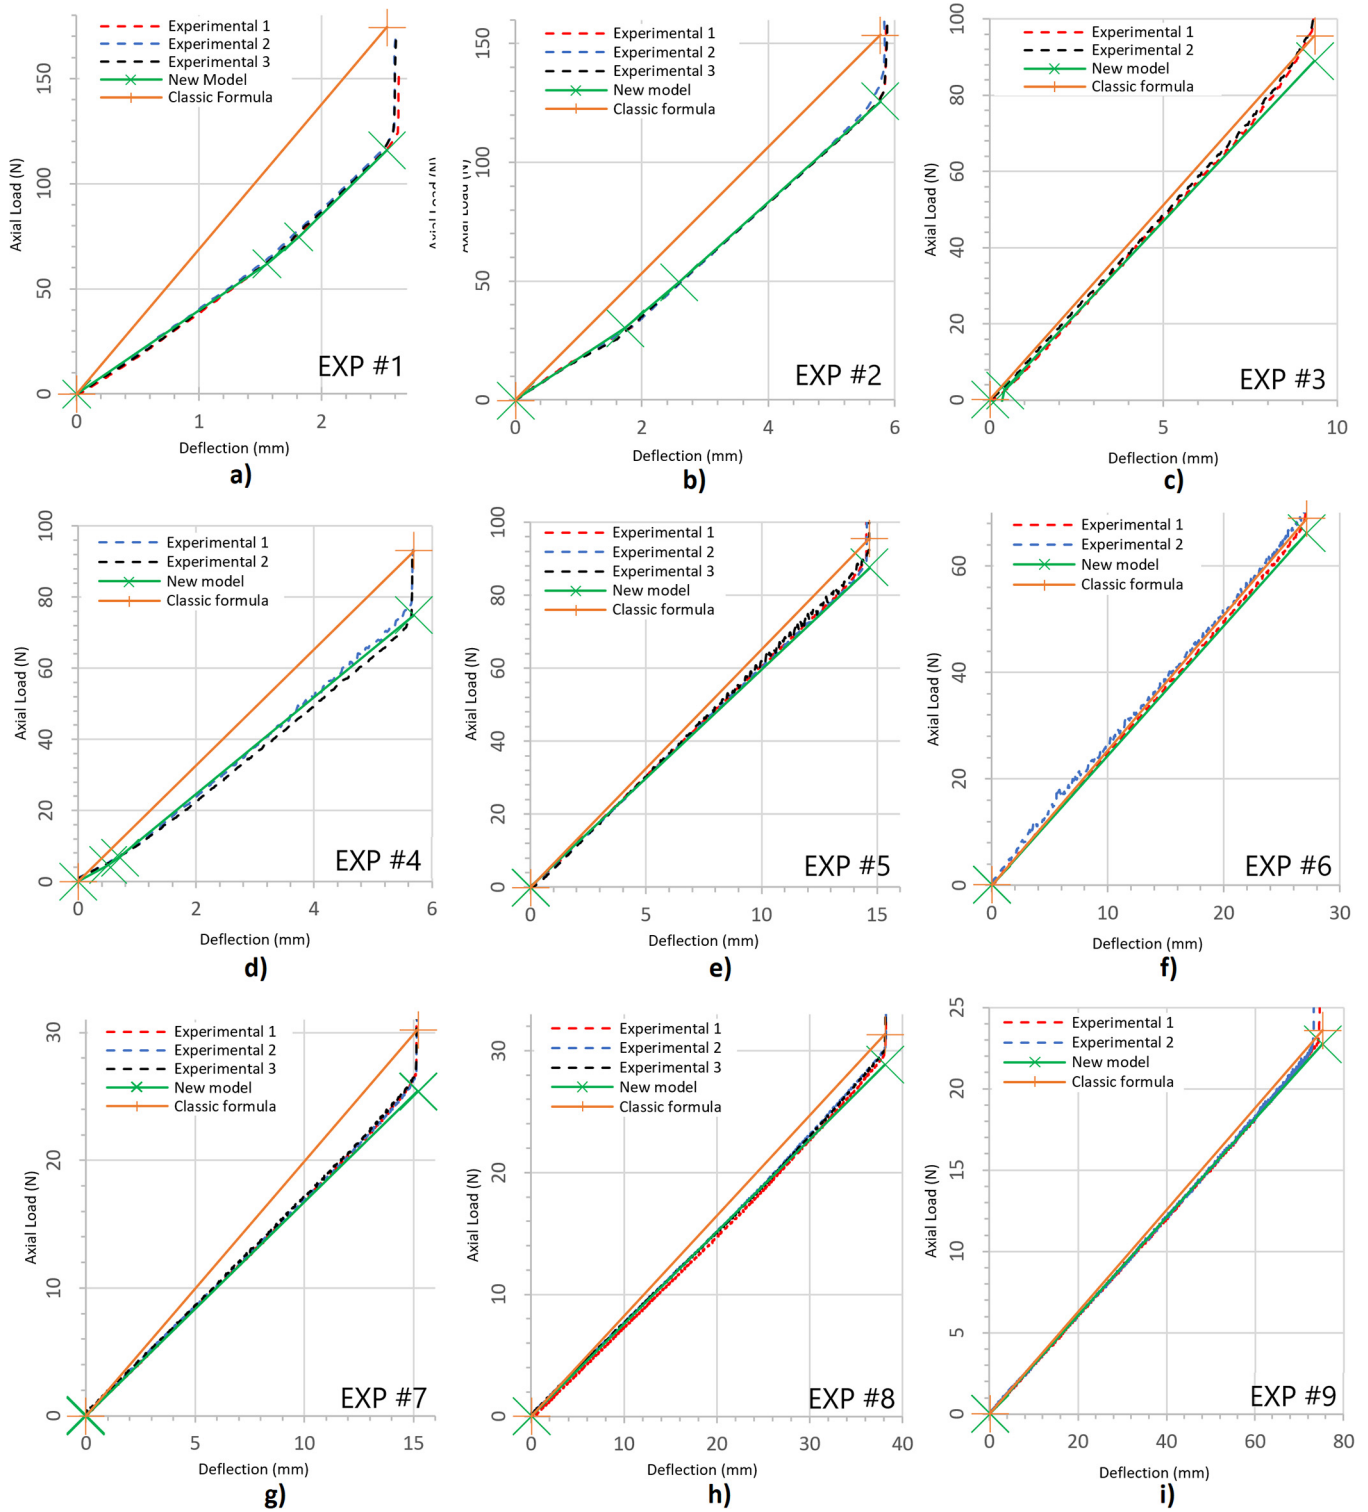 Experimental 1
Experimental 2
Experimental 3
New Model
Classic Formula
150
100
50
0
Axial Load (N)
EXP #1
0 1 2
Deflection (mm)
a)
Experimental 1
Experimental 2
Experimental 3
New model
Classic formula
150
100
50
0
Axial Load (N)
EXP #2
0 2 4 6
Deflection (mm)
b)
Experimental 1
Experimental 2
New model
Classic formula
100
80
60
40
20
0
Axial Load (N)
EXP #3
0 5 10
Deflection (mm)
c)
Experimental 1
Experimental 2
New model
Classic formula
100
80
60
40
20
0
Axial Load (N)
EXP #4
0 2 4 6
Deflection (mm)
d)
Experimental 1
Experimental 2
Experimental 3
New model
Classic formula
100
80
60
40
20
0
Axial Load (N)
EXP #5
0 5 10 15
Deflection (mm)
e)
Experimental 1
Experimental 2
New model
Classic formula
60
40
20
0
Axial Load (N)
EXP #6
0 10 20 30
Deflection (mm)
f)
Experimental 1
Experimental 2
Experimental 3
New model
Classic formula
30
20
10
0
Axial Load (N)
EXP #7
0 5 10 15
Deflection (mm)
g)
Experimental 1
Experimental 2
Experimental 3
New model
Classic formula
30
20
10
0
Axial Load (N)
EXP #8
0 10 20 30 40
Deflection (mm)
h)
Experimental 1
Experimental 2
New model
Classic formula
25
20
15
10
5
0
Axial Load (N)
EXP #9
0 20 40 60 80
Deflection (mm)
i)